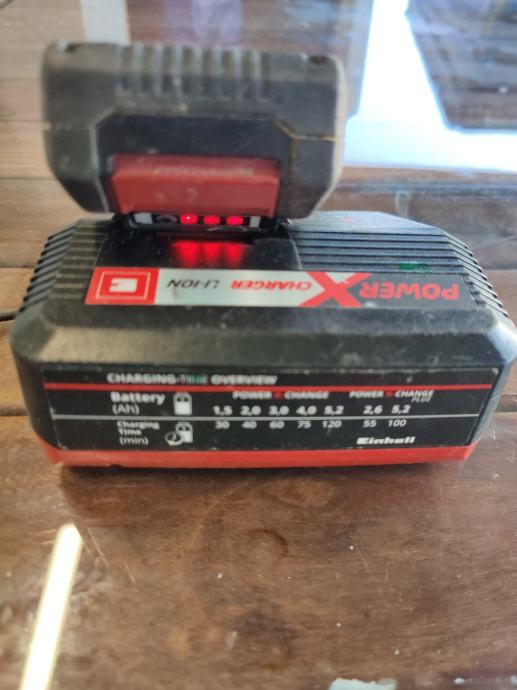 POWER X CHARGER LI-ION
E
CHARGING TIME OVERVIEW
Battery (Ah) POWER X CHANGE POWER X CHANGE PLUS
1,5 2,0 3,0 4,0 5,2 2,6 5,2
Charging Time (min) 30 40 60 75 120 55 100
Einhell